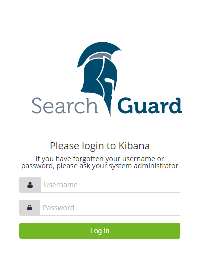 Search Guard
Please login to Kibana
If you have forgotten your username or
password, please ask your system administrator
Username
Password
Log in